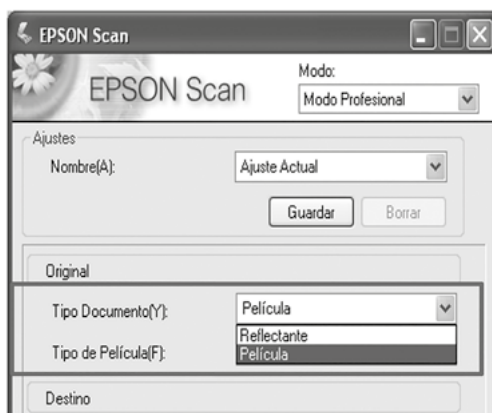 EPSON Scan
EPSON Scan
Modo:
Modo Profesional
Ajustes
Nombre(A):
Ajuste Actual
Guardar
Borrar
Original
Tipo Documento(Y):
Película
Reflectante
Tipo de Película(F):
Película
Destino